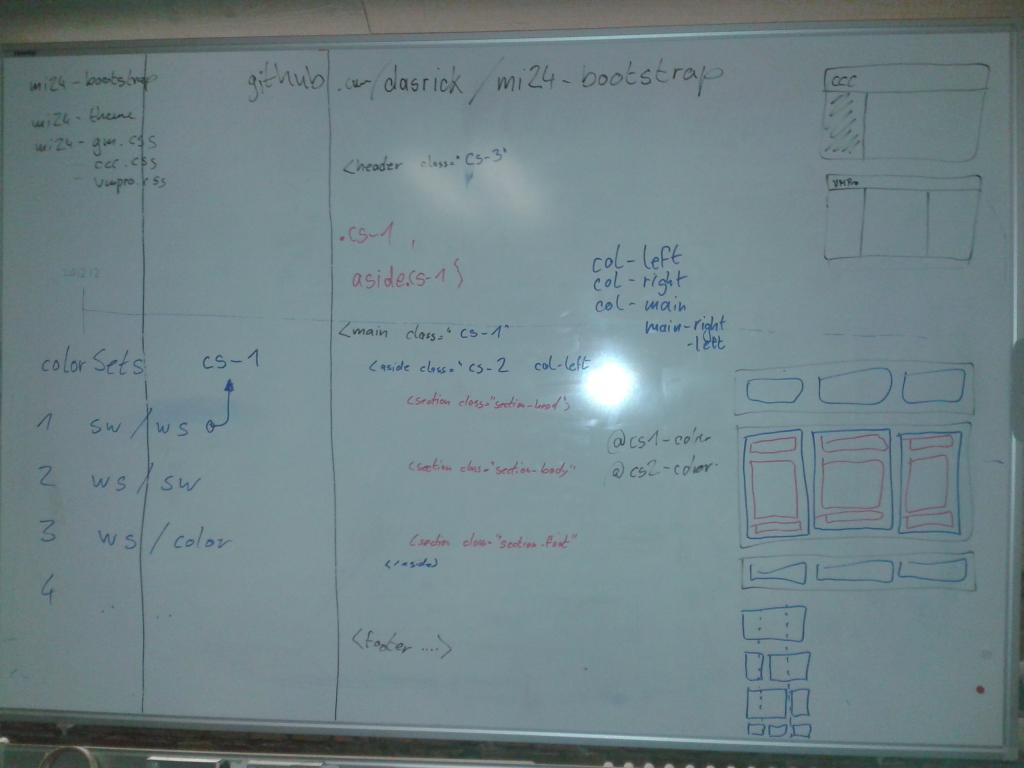 mi24-bootstrap
mi24-theme
mi24-gm.css
ccc.css
vmpro.css
github.com/dasrick/mi24-bootstrap
CCC
VMPro
<header class="cs-3"
.cs-1 ,
aside.cs-1 }
col-left
col-right
col-main
main-right
-left
<main class="cs-1"
<aside class="cs-2 col-left
<section class="section-head">
@cs1-color
<section class="section-body"
@cs2-color
<section class="section-foot"
</aside>
<footer ....>
colorSets cs-1
1 sw/ws
2 ws/sw
3 ws/color
4 ..